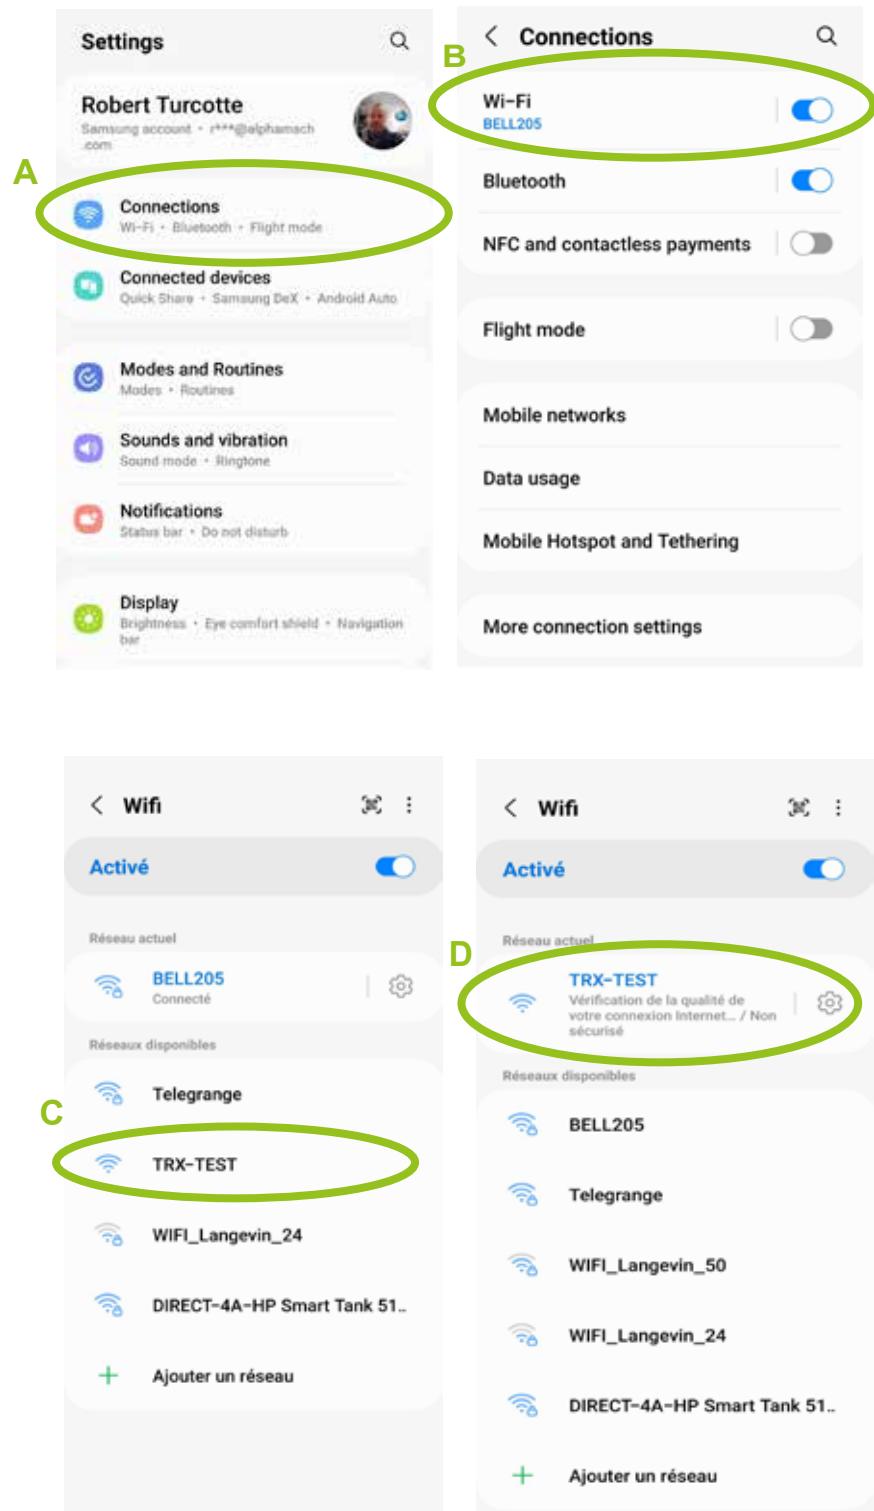 Settings
Robert Turcotte
Samsung account • r***@alphamach
.com
A
Connections
Wi-Fi • Bluetooth • Flight mode
Connected devices
Quick Share • Samsung DeX • Android Auto
Modes and Routines
Modes • Routines
Sounds and vibration
Sound mode • Ringtone
Notifications
Status bar • Do not disturb
Display
Brightness • Eye comfort shield • Navigation
bar
Connections
B
Wi-Fi
BELL205
Bluetooth
NFC and contactless payments
Flight mode
Mobile networks
Data usage
Mobile Hotspot and Tethering
More connection settings
Wifi
Activé
Réseau actuel
BELL205
Connecté
Réseaux disponibles
Telegrange
C
TRX-TEST
WIFI_Langevin_24
DIRECT-4A-HP Smart Tank 51..
Ajouter un réseau
Wifi
Activé
Réseau actuel
D
TRX-TEST
Vérification de la qualité de
votre connexion Internet... / Non
sécurisé
Réseaux disponibles
BELL205
Telegrange
WIFI_Langevin_50
WIFI_Langevin_24
DIRECT-4A-HP Smart Tank 51..
Ajouter un réseau